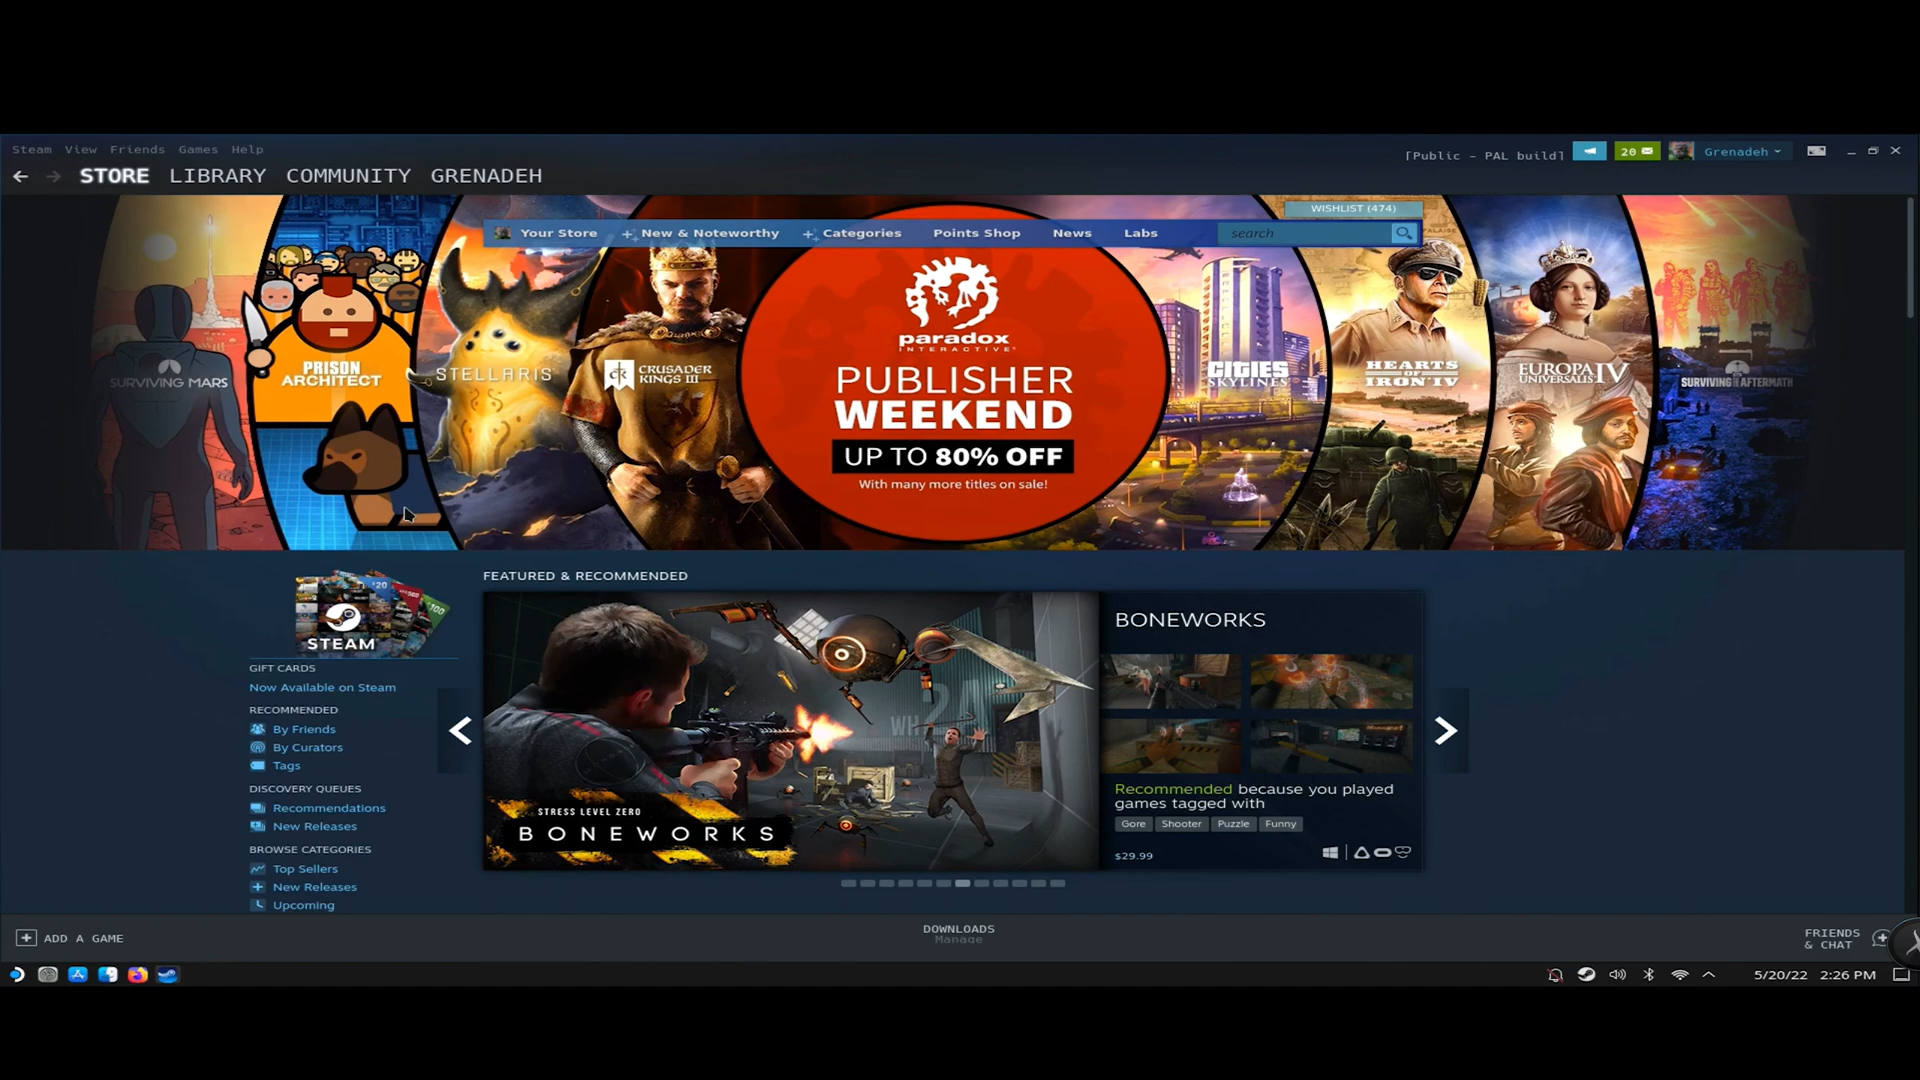 Steam View Friends Games Help
[Public - PAL build]
20
Grenadeh
STORE LIBRARY COMMUNITY GRENADEH
WISHLIST (474)
Your Store New & Noteworthy Categories Points Shop News Labs search
SURVIVING MARS
PRISON
ARCHITECT
STELLARIS
CK
CRUSADER
KINGS III
paradox
INTERACTIVE
PUBLISHER
WEEKEND
UP TO 80% OFF
With many more titles on sale!
CITIES
SKYLINES
HEARTS
OF
IRON IV
EUROPA
UNIVERSALIS IV
SURVIVING THE AFTERMATH
$20
$100
STEAM
GIFT CARDS
Now Available on Steam
RECOMMENDED
By Friends
By Curators
Tags
DISCOVERY QUEUES
Recommendations
New Releases
BROWSE CATEGORIES
Top Sellers
New Releases
Upcoming
FEATURED & RECOMMENDED
STRESS LEVEL ZERO
BONEWORKS
BONEWORKS
Recommended because you played
games tagged with
Gore Shooter Puzzle Funny
$29.99
ADD A GAME
DOWNLOADS
Manage
FRIENDS
& CHAT
5/20/22 2:26 PM